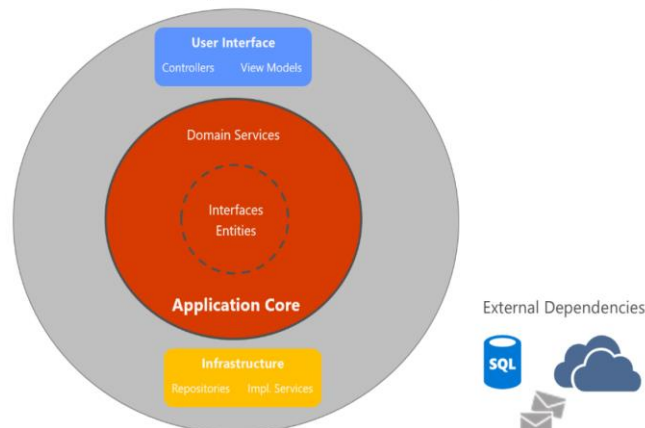 User Interface
Controllers View Models
Domain Services
Interfaces
Entities
Application Core
Infrastructure
Repositories Impl. Services
External Dependencies
SQL